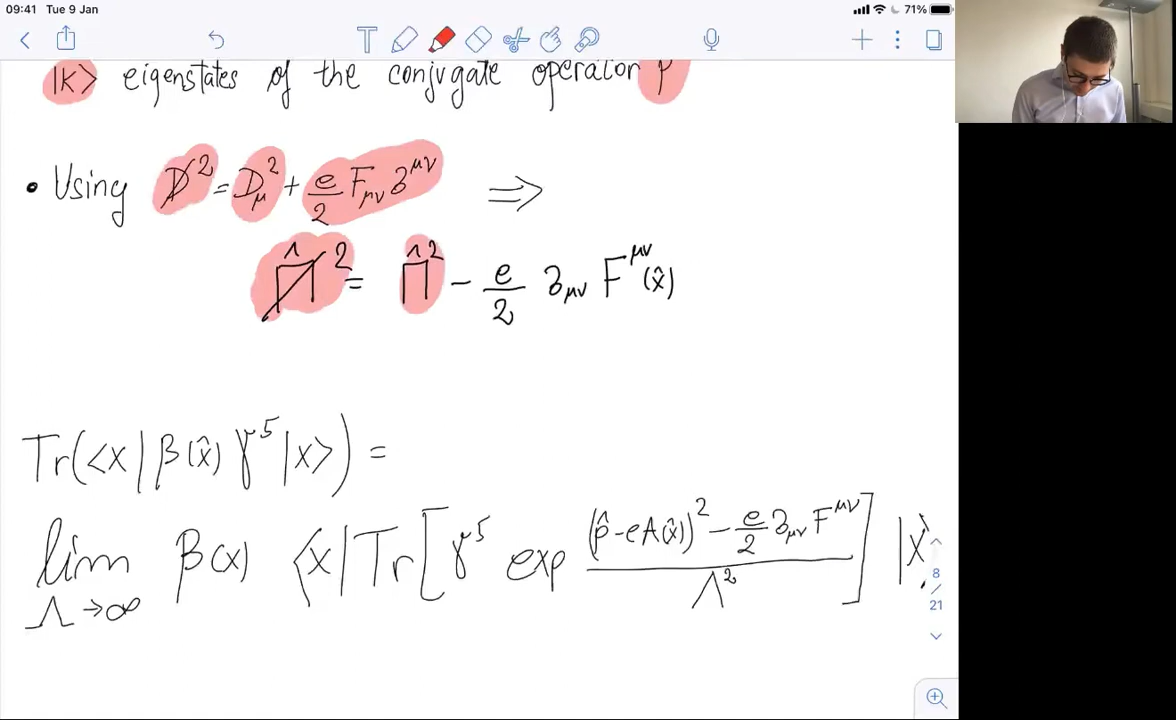 09:41 Tue 9 Jan 71%
|k> eigenstates of the conjugate operator p̂
• Using D̸² = D_μ² + e/2 F_μν σ^μν ⇒
Π̸̂² = Π̂² − e/2 σ_μν F^μν(x̂)
Tr(<x|β(x̂)γ⁵|x>) =
lim Λ→∞ β(x) <x|Tr[γ⁵ exp (p̂−eA(x̂))² − e/2 σ_μν F^μν / Λ²] |x>
8
/
21